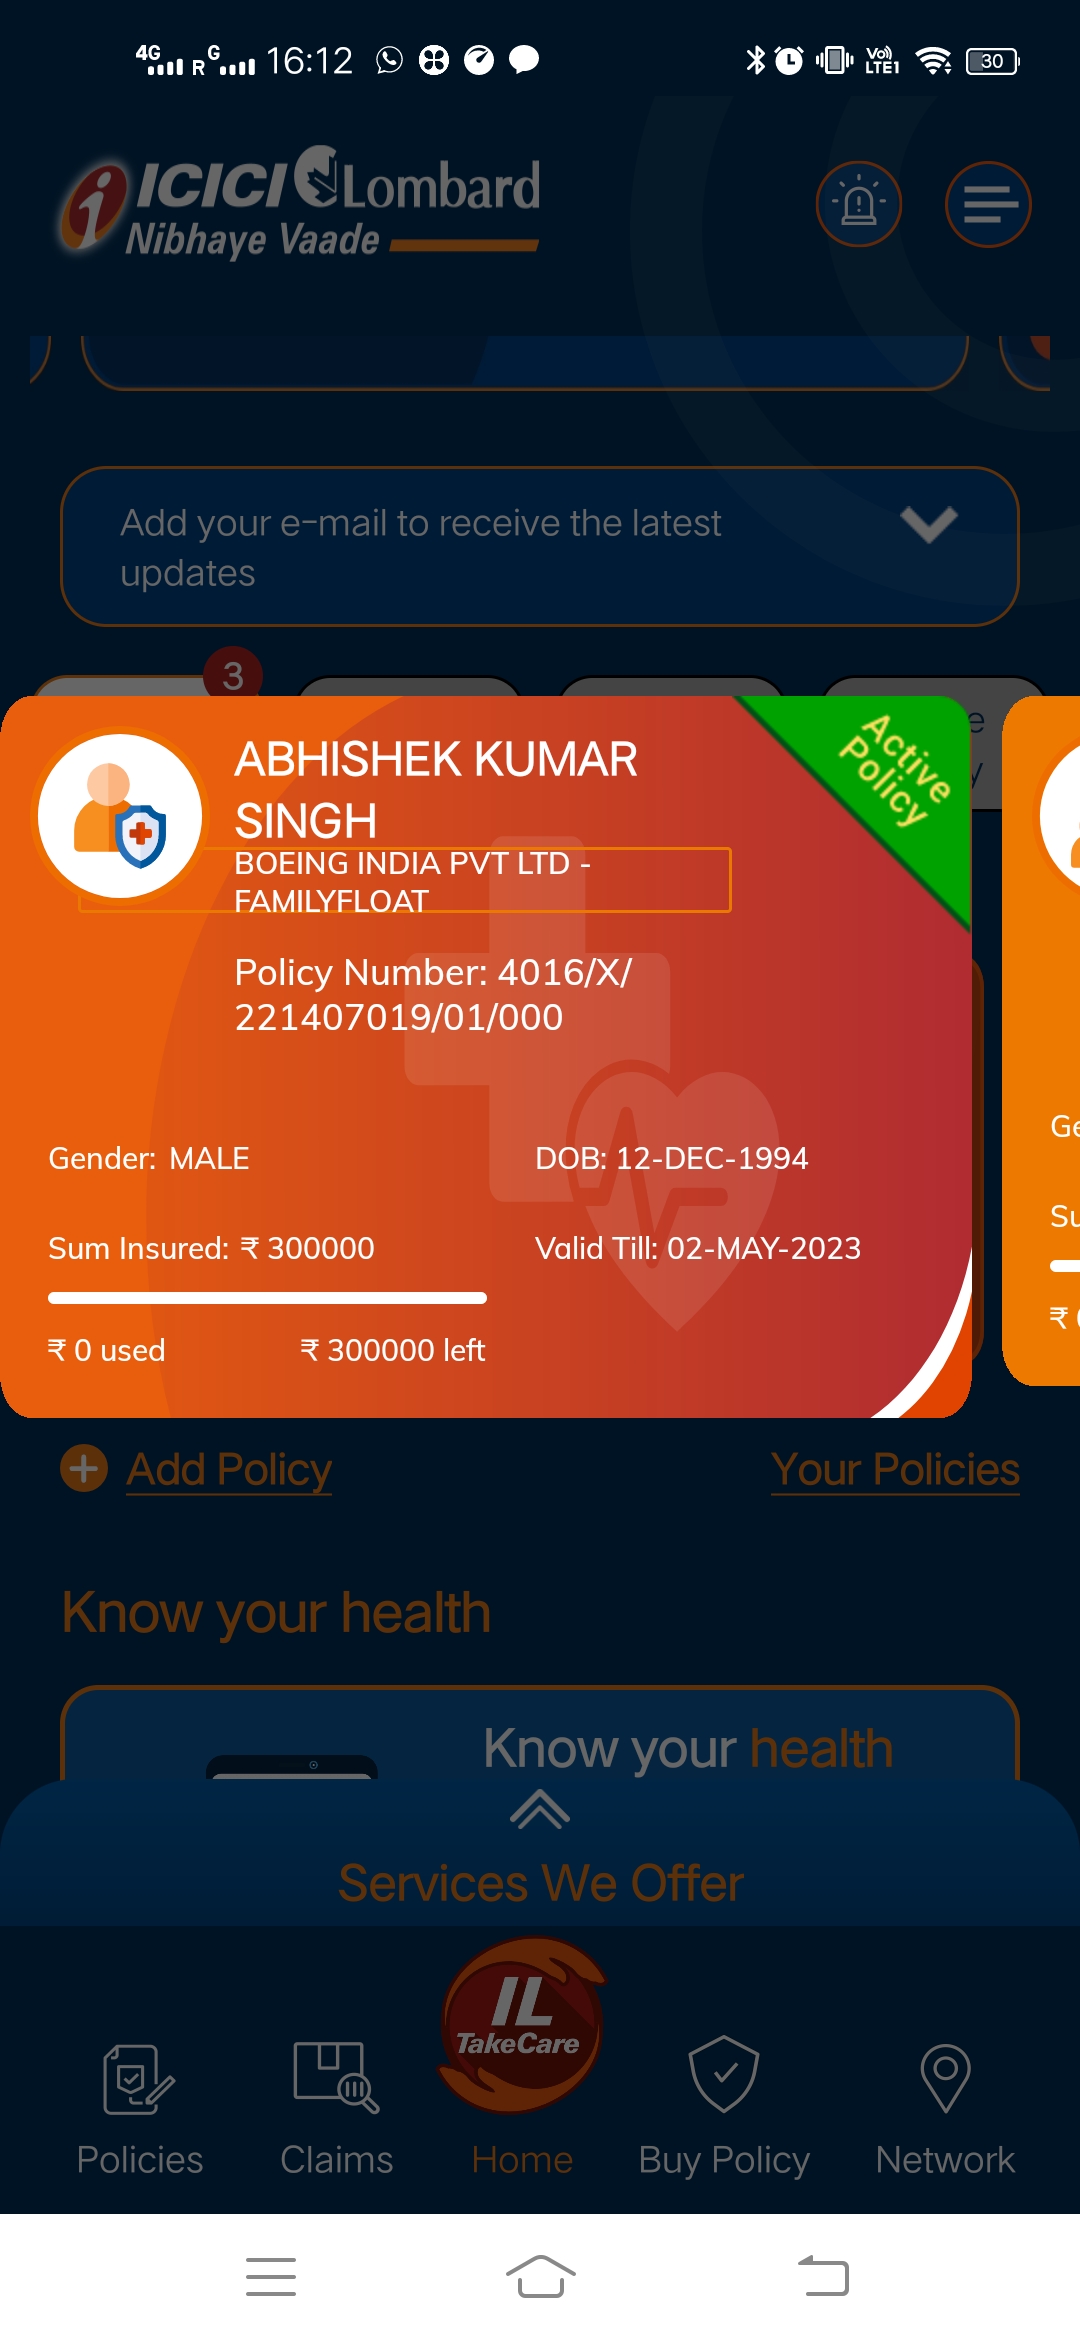 4G R G 16:12 Vo)) LTE1 30
ICICI Lombard
Nibhaye Vaade
Add your e-mail to receive the latest
updates
3
ABHISHEK KUMAR
SINGH
Active
Policy
BOEING INDIA PVT LTD -
FAMILYFLOAT
Policy Number: 4016/X/
221407019/01/000
Gender: MALE DOB: 12-DEC-1994
Sum Insured: ₹ 300000 Valid Till: 02-MAY-2023
₹ 0 used ₹ 300000 left
Add Policy Your Policies
Know your health
Know your health
Services We Offer
IL
TakeCare
Policies Claims Home Buy Policy Network